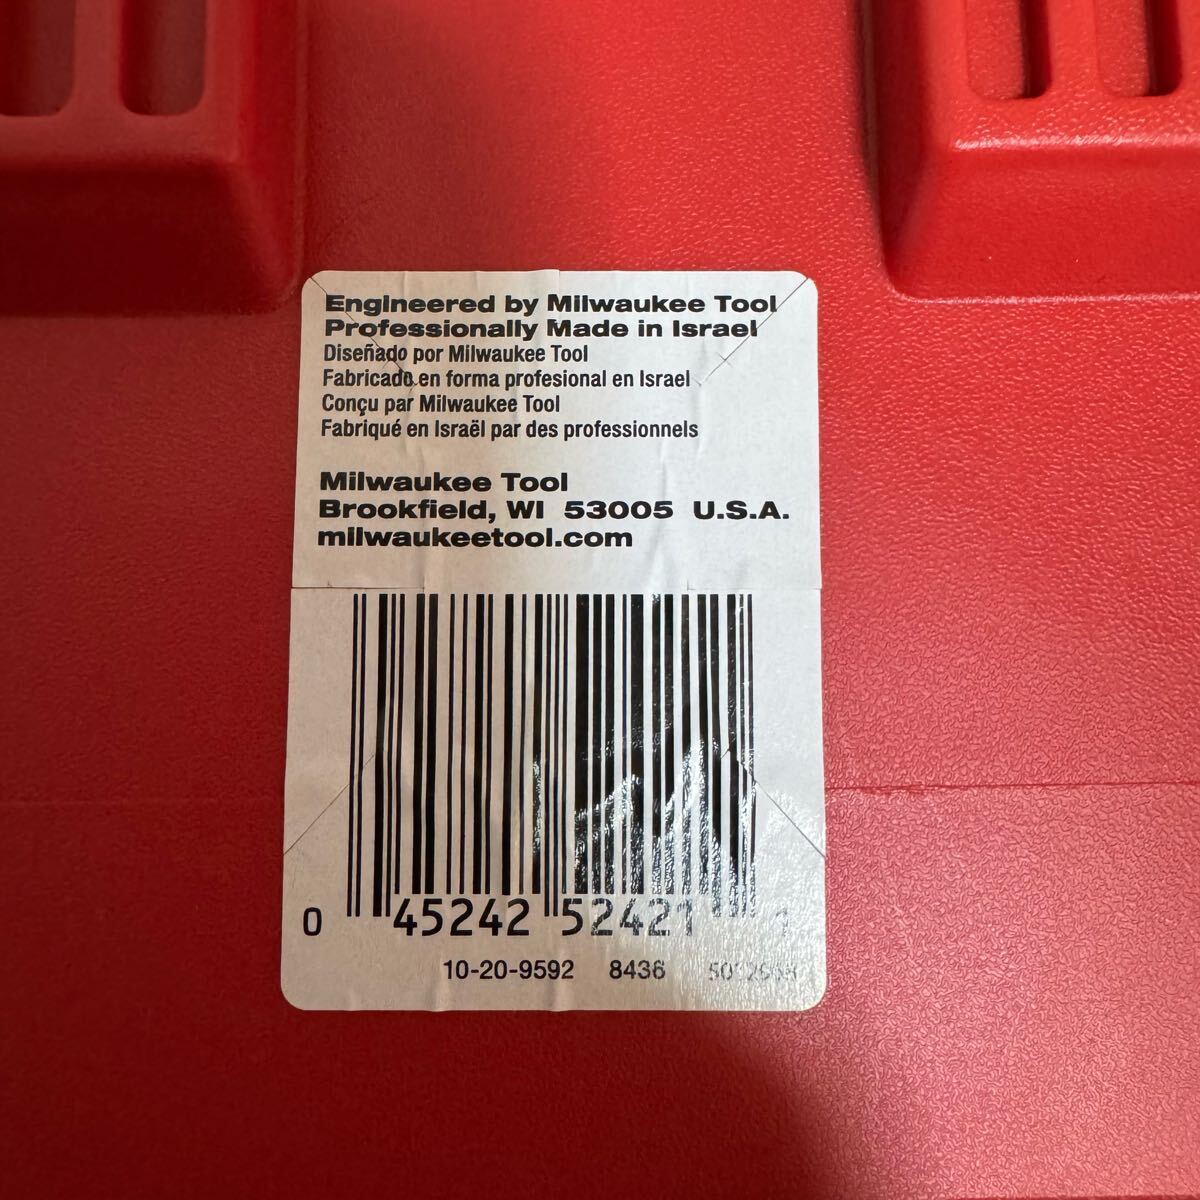 Engineered by Milwaukee Tool
Professionally Made in Israel
Diseñado por Milwaukee Tool
Fabricado en forma profesional en Israel
Conçu par Milwaukee Tool
Fabriqué en Israël par des professionnels
Milwaukee Tool
Brookfield, WI 53005 U.S.A.
milwaukeetool.com
0 45242 52421 1
10-20-9592 8436